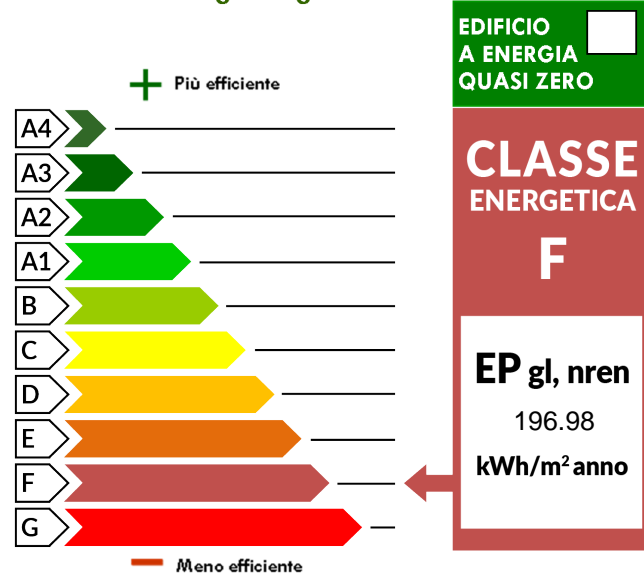 EDIFICIO
A ENERGIA
QUASI ZERO
Più efficiente
A4
A3
A2
A1
B
C
D
E
F
G
Meno efficiente
CLASSE
ENERGETICA
F
EP gl, nren
196.98
kWh/m² anno